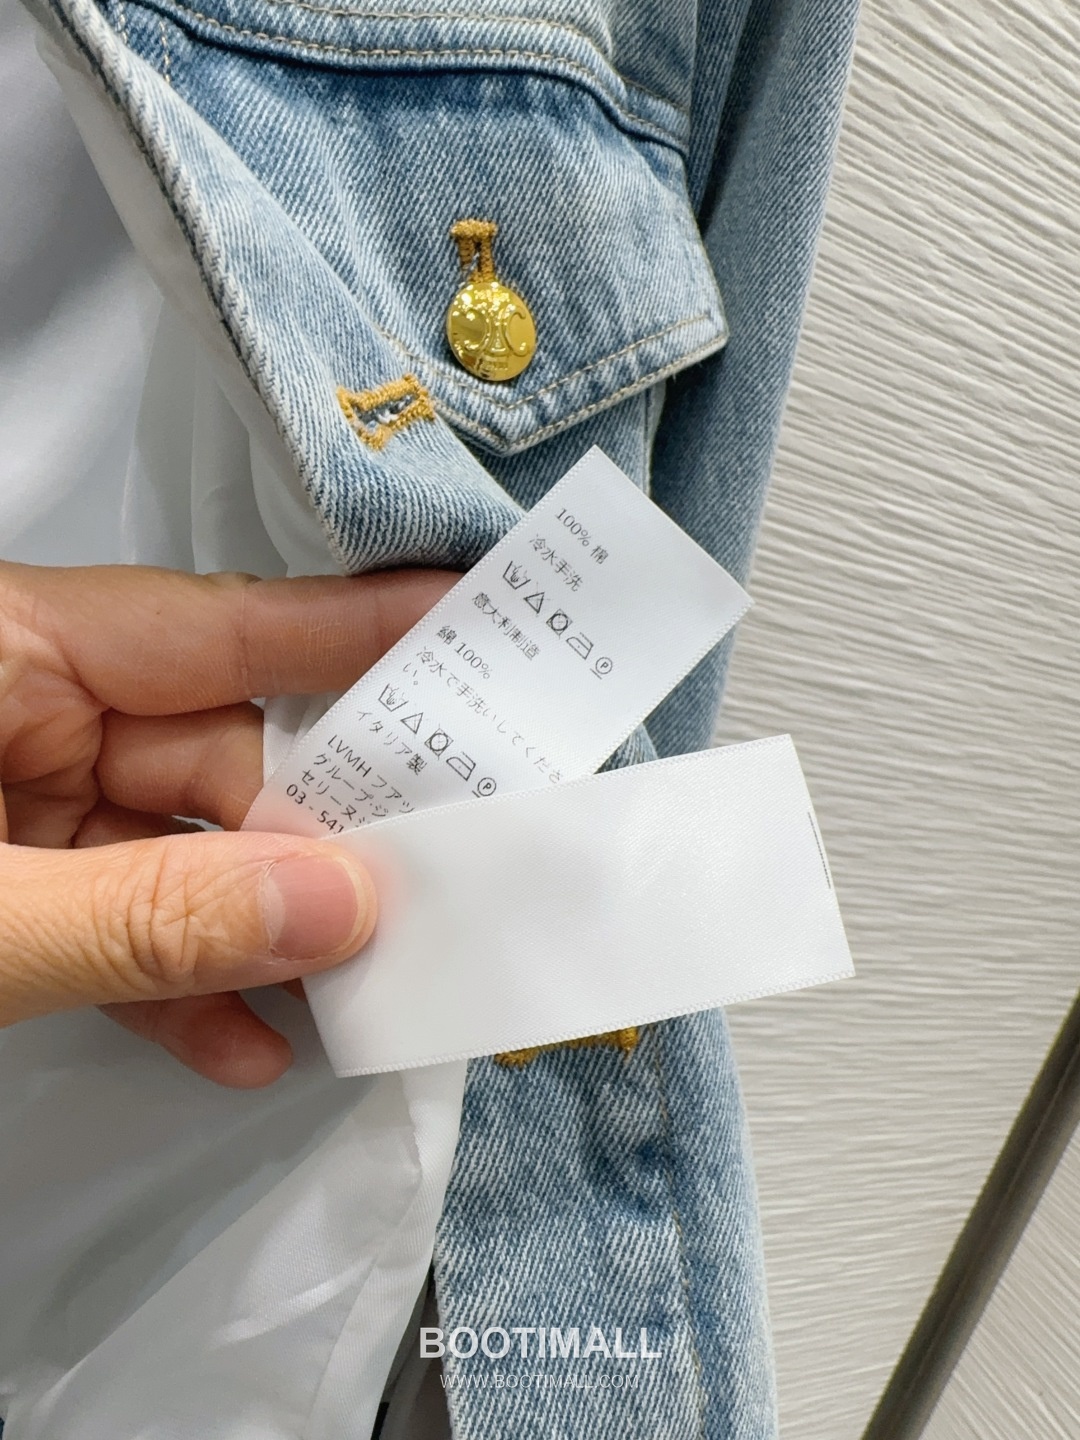 100% 棉
冷水手洗
意大利制造
綿 100%
冷水で手洗いしてくださ
い。
イタリア製
LVMH ファッ
グループ・ジ
セリーヌジ
03 - 541
BOOTIMALL
WWW.BOOTIMALL.COM